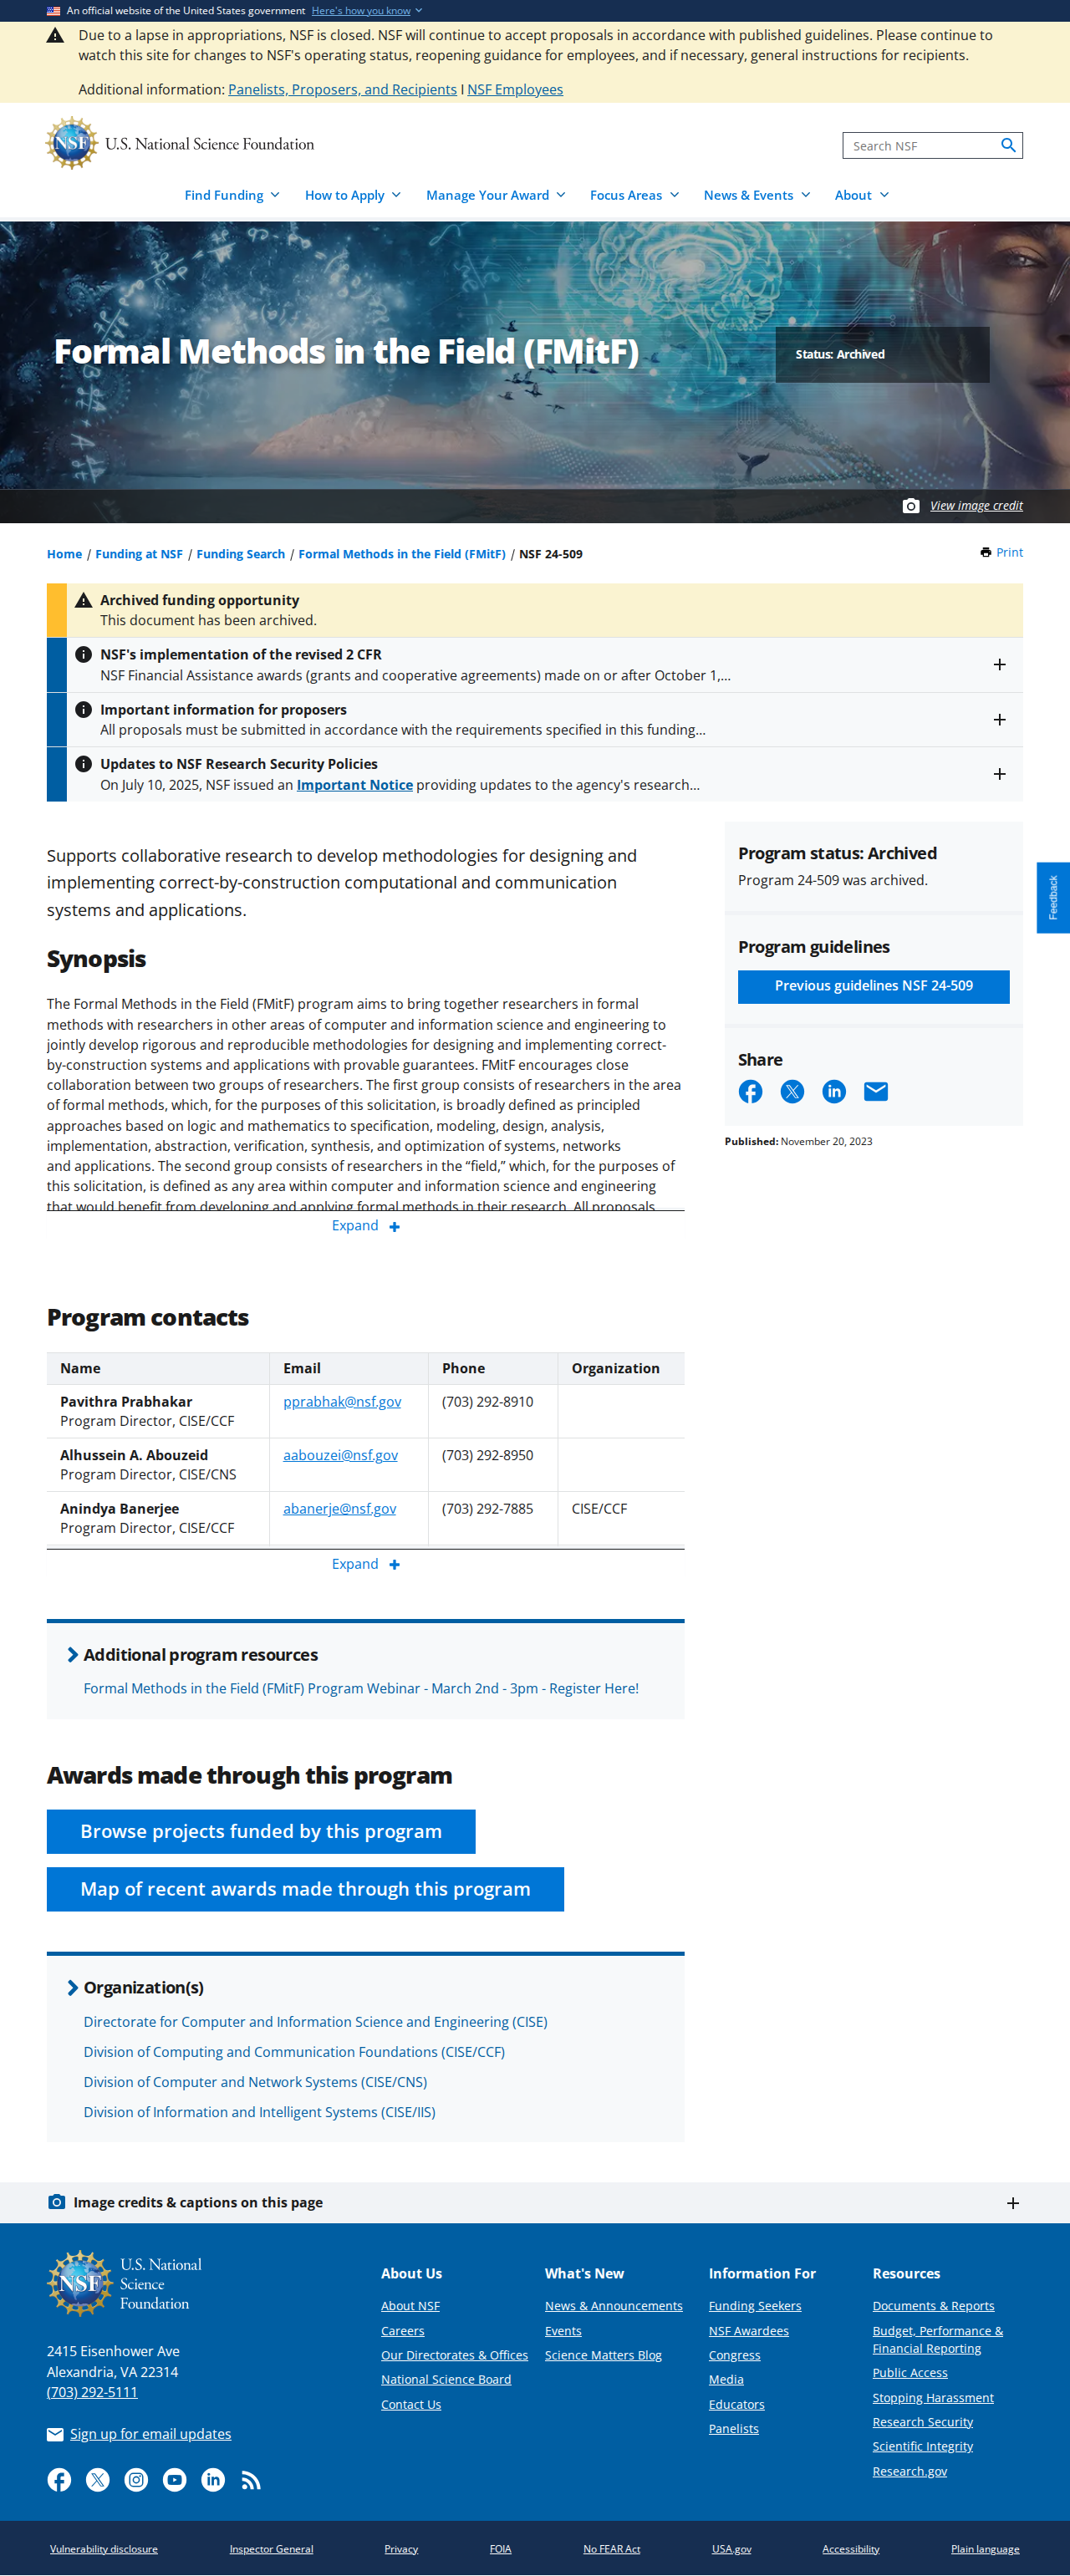 An official website of the United States government Here's how you know
Due to a lapse in appropriations, NSF is closed. NSF will continue to accept proposals in accordance with published guidelines. Please continue to
watch this site for changes to NSF's operating status, reopening guidance for employees, and if necessary, general instructions for recipients.
Additional information: Panelists, Proposers, and Recipients I NSF Employees
NSF U.S. National Science Foundation
Search NSF
Find Funding How to Apply Manage Your Award Focus Areas News & Events About
Formal Methods in the Field (FMitF)
Status: Archived
View image credit
Home / Funding at NSF / Funding Search / Formal Methods in the Field (FMitF) / NSF 24-509
Print
Archived funding opportunity
This document has been archived.
NSF's implementation of the revised 2 CFR
NSF Financial Assistance awards (grants and cooperative agreements) made on or after October 1,...
Important information for proposers
All proposals must be submitted in accordance with the requirements specified in this funding...
Updates to NSF Research Security Policies
On July 10, 2025, NSF issued an Important Notice providing updates to the agency's research...
Supports collaborative research to develop methodologies for designing and
implementing correct-by-construction computational and communication
systems and applications.
Synopsis
The Formal Methods in the Field (FMitF) program aims to bring together researchers in formal
methods with researchers in other areas of computer and information science and engineering to
jointly develop rigorous and reproducible methodologies for designing and implementing correct-
by-construction systems and applications with provable guarantees. FMitF encourages close
collaboration between two groups of researchers. The first group consists of researchers in the area
of formal methods, which, for the purposes of this solicitation, is broadly defined as principled
approaches based on logic and mathematics to specification, modeling, design, analysis,
implementation, abstraction, verification, synthesis, and optimization of systems, networks
and applications. The second group consists of researchers in the “field,” which, for the purposes of
this solicitation, is defined as any area within computer and information science and engineering
that would benefit from developing and applying formal methods in their research. All proposals
Expand
Program status: Archived
Program 24-509 was archived.
Program guidelines
Previous guidelines NSF 24-509
Share
Published: November 20, 2023
Feedback
Program contacts
Name Email Phone Organization
Pavithra Prabhakar pprabhak@nsf.gov (703) 292-8910
Program Director, CISE/CCF
Alhussein A. Abouzeid aabouzei@nsf.gov (703) 292-8950
Program Director, CISE/CNS
Anindya Banerjee abanerje@nsf.gov (703) 292-7885 CISE/CCF
Program Director, CISE/CCF
Expand
Additional program resources
Formal Methods in the Field (FMitF) Program Webinar - March 2nd - 3pm - Register Here!
Awards made through this program
Browse projects funded by this program
Map of recent awards made through this program
Organization(s)
Directorate for Computer and Information Science and Engineering (CISE)
Division of Computing and Communication Foundations (CISE/CCF)
Division of Computer and Network Systems (CISE/CNS)
Division of Information and Intelligent Systems (CISE/IIS)
Image credits & captions on this page
NSF
U.S. National
Science
Foundation
2415 Eisenhower Ave
Alexandria, VA 22314
(703) 292-5111
Sign up for email updates
About Us
About NSF
Careers
Our Directorates & Offices
National Science Board
Contact Us
What's New
News & Announcements
Events
Science Matters Blog
Information For
Funding Seekers
NSF Awardees
Congress
Media
Educators
Panelists
Resources
Documents & Reports
Budget, Performance &
Financial Reporting
Public Access
Stopping Harassment
Research Security
Scientific Integrity
Research.gov
Vulnerability disclosure Inspector General Privacy FOIA No FEAR Act USA.gov Accessibility Plain language